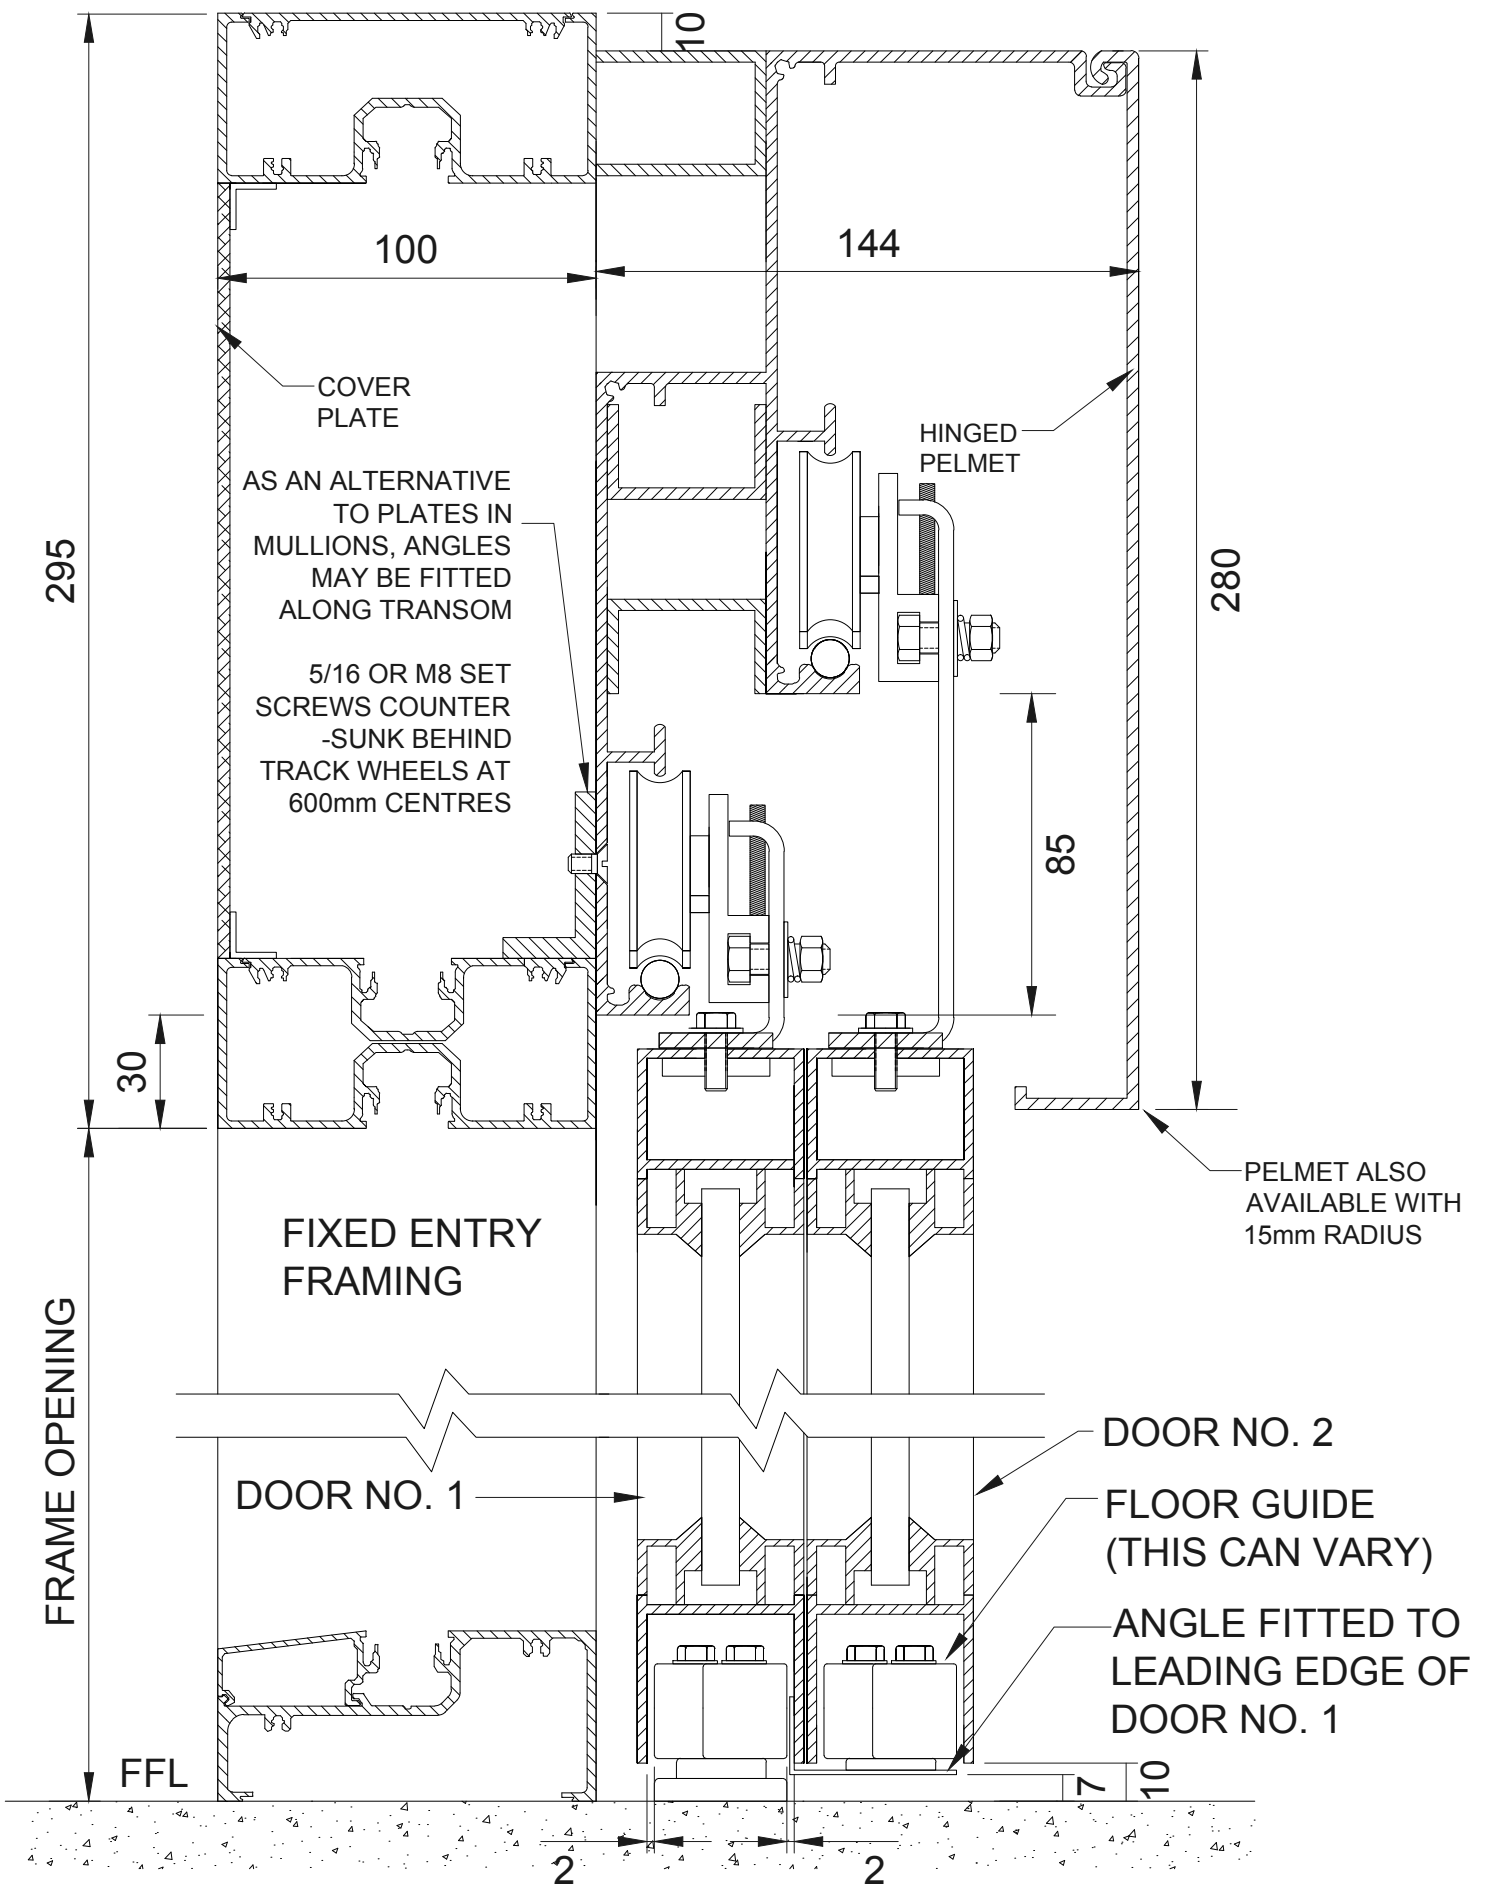 10
100
144
COVER
PLATE
HINGED
PELMET
AS AN ALTERNATIVE
TO PLATES IN
MULLIONS, ANGLES
MAY BE FITTED
ALONG TRANSOM
5/16 OR M8 SET
SCREWS COUNTER
-SUNK BEHIND
TRACK WHEELS AT
600mm CENTRES
295
280
85
30
PELMET ALSO
AVAILABLE WITH
15mm RADIUS
FIXED ENTRY
FRAMING
FRAME OPENING
DOOR NO. 1
DOOR NO. 2
FLOOR GUIDE
(THIS CAN VARY)
ANGLE FITTED TO
LEADING EDGE OF
DOOR NO. 1
FFL
7
10
2
2